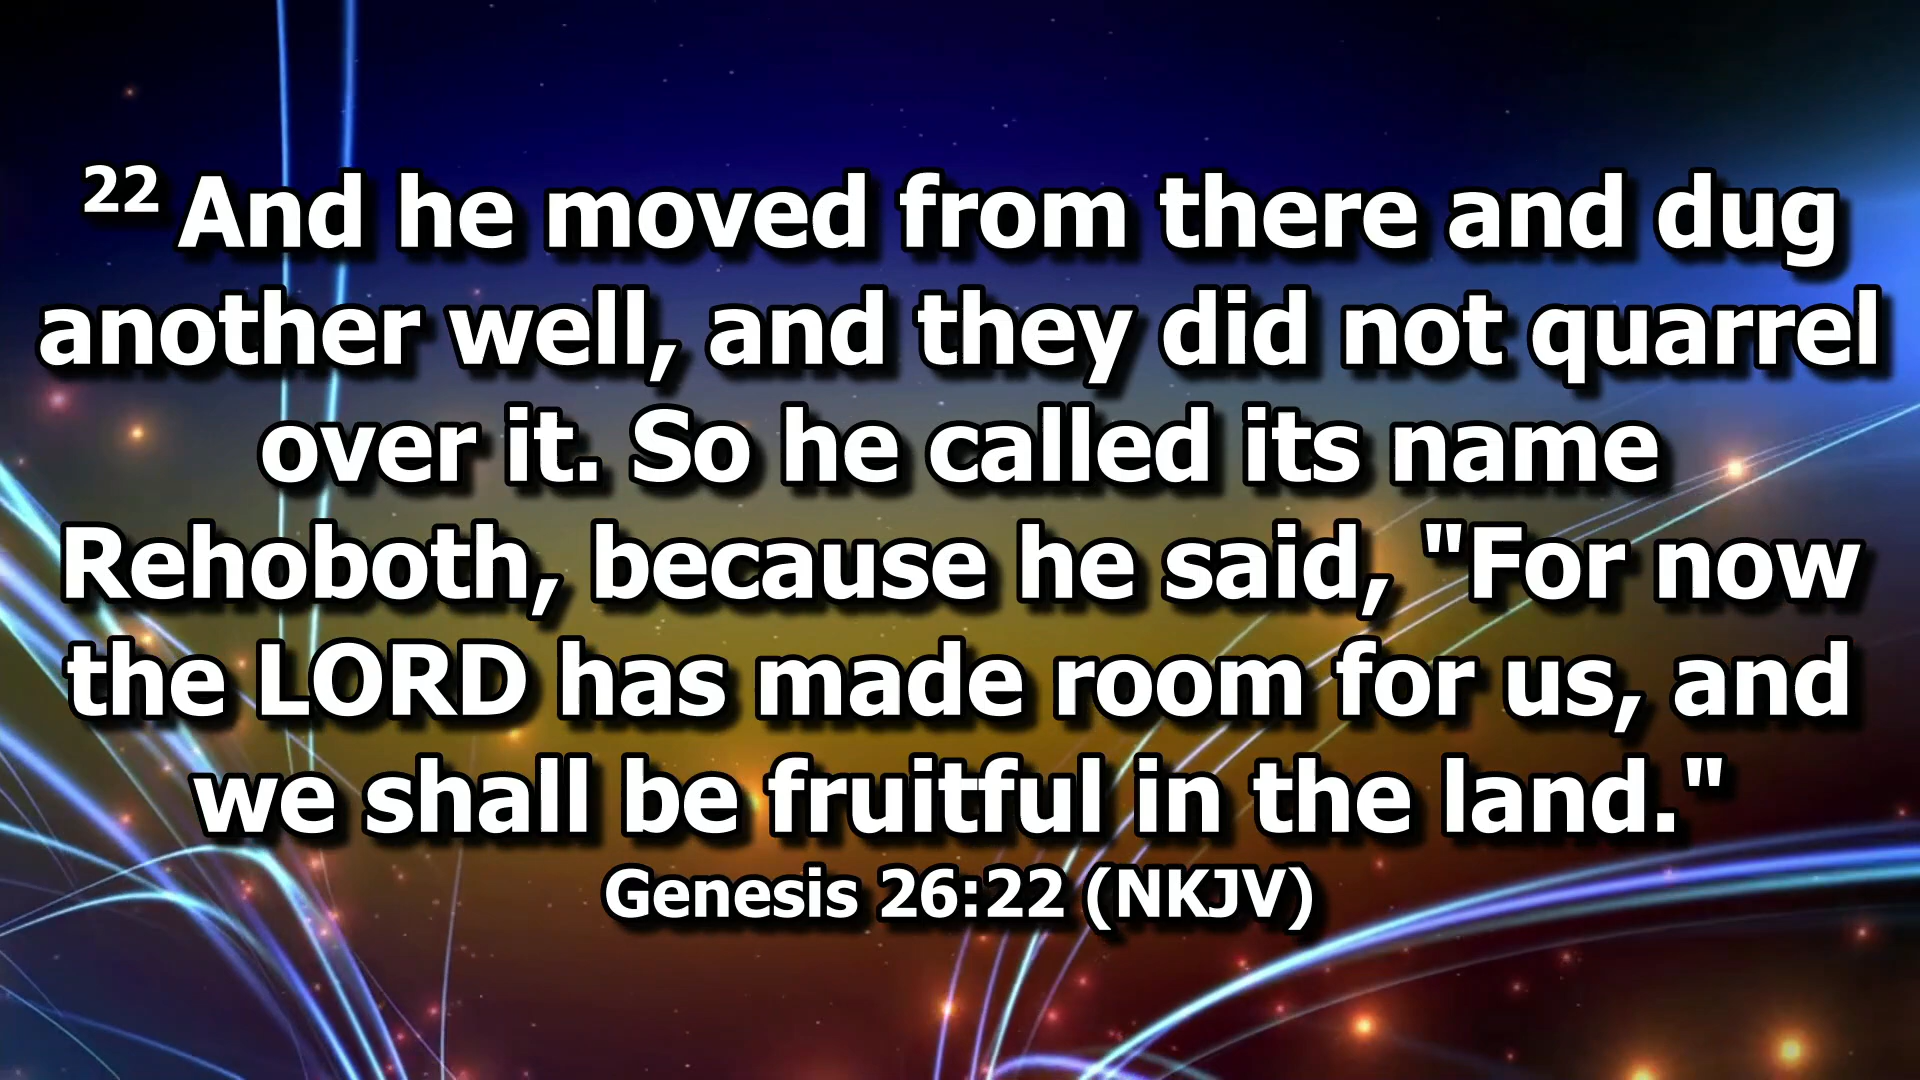 22 And he moved from there and dug
another well, and they did not quarrel
over it. So he called its name
Rehoboth, because he said, "For now
the LORD has made room for us, and
we shall be fruitful in the land."
Genesis 26:22 (NKJV)